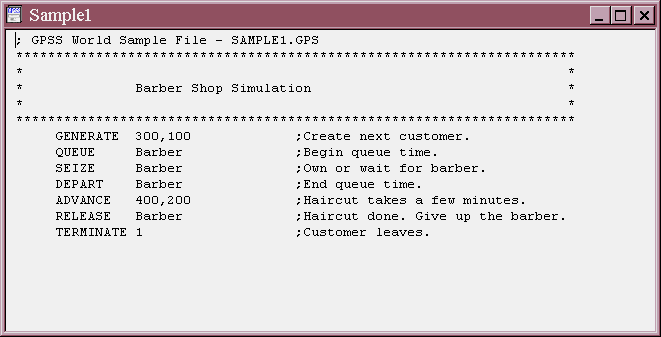 Sample1
; GPSS World Sample File - SAMPLE1.GPS
**********************************************************************
*                                                                    *
*              Barber Shop Simulation                                *
*                                                                    *
**********************************************************************
     GENERATE  300,100             ;Create next customer.
     QUEUE     Barber              ;Begin queue time.
     SEIZE     Barber              ;Own or wait for barber.
     DEPART    Barber              ;End queue time.
     ADVANCE   400,200             ;Haircut takes a few minutes.
     RELEASE   Barber              ;Haircut done. Give up the barber.
     TERMINATE 1                   ;Customer leaves.